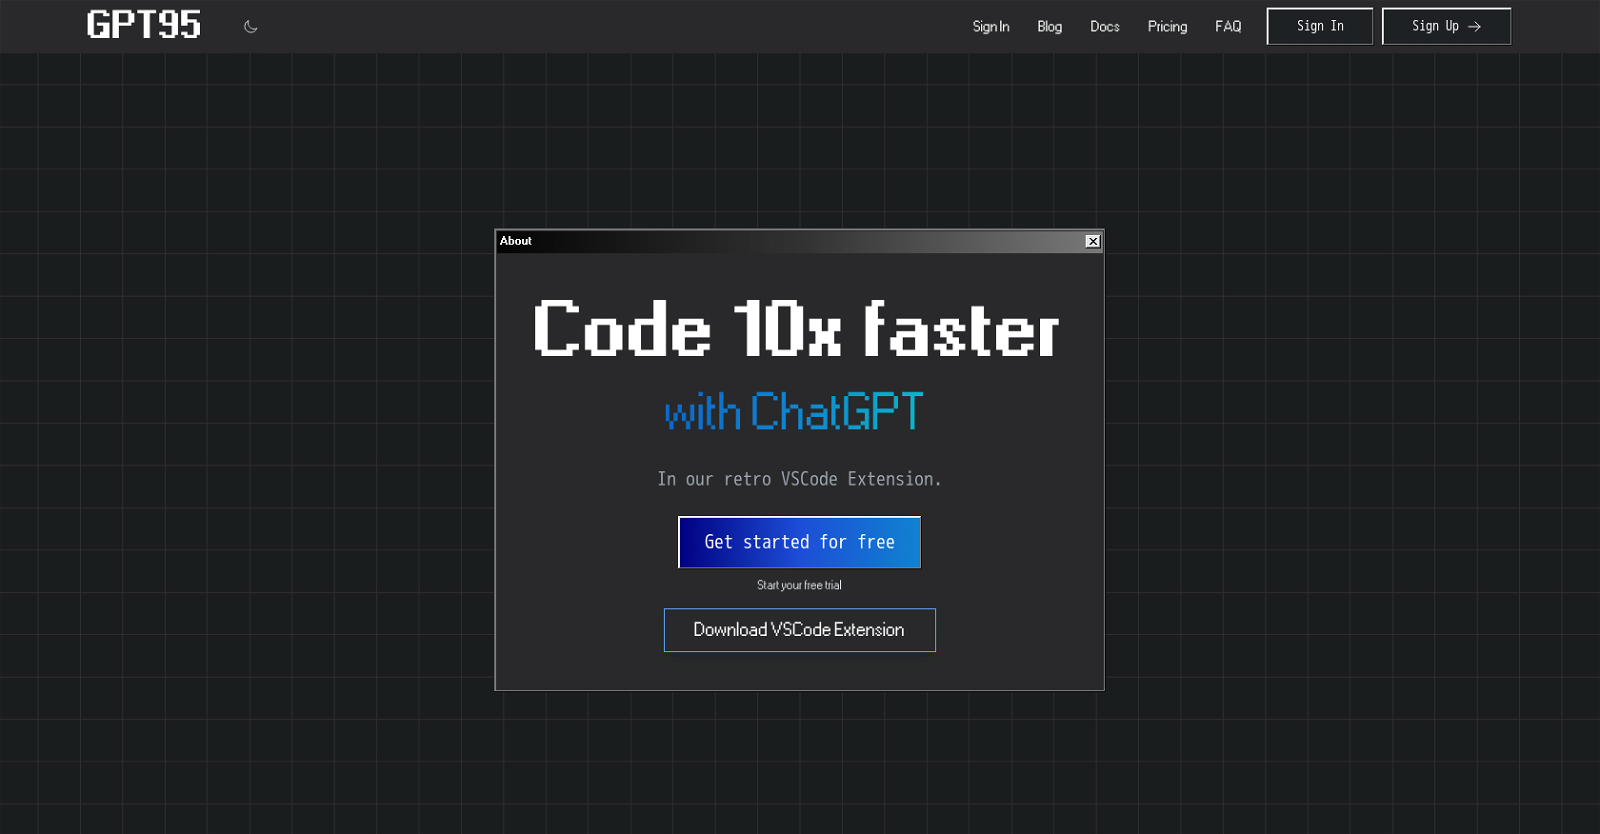 GPT95
Sign In Blog Docs Pricing FAQ Sign In Sign Up →
About
Code 10x faster
with ChatGPT
In our retro VSCode Extension.
Get started for free
Start your free trial
Download VSCode Extension